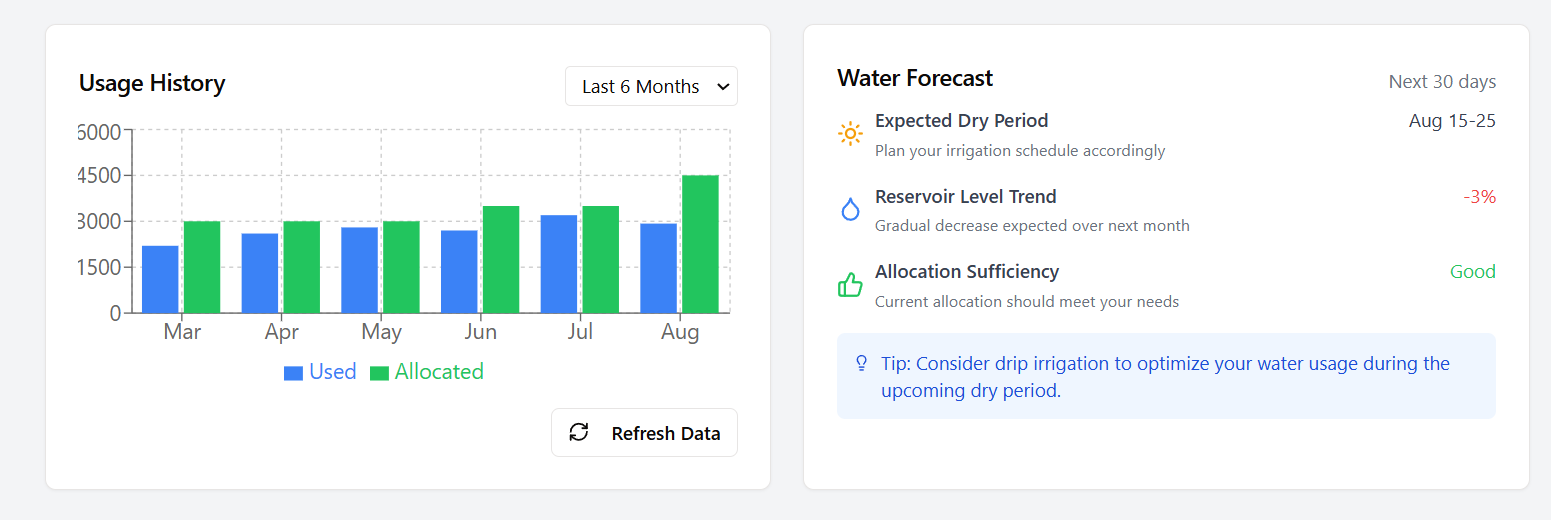 Usage History
Last 6 Months
6000
4500
3000
1500
0
Mar Apr May Jun Jul Aug
Used Allocated
Refresh Data
Water Forecast
Next 30 days
Expected Dry Period
Aug 15-25
Plan your irrigation schedule accordingly
Reservoir Level Trend
-3%
Gradual decrease expected over next month
Allocation Sufficiency
Good
Current allocation should meet your needs
Tip: Consider drip irrigation to optimize your water usage during the
upcoming dry period.